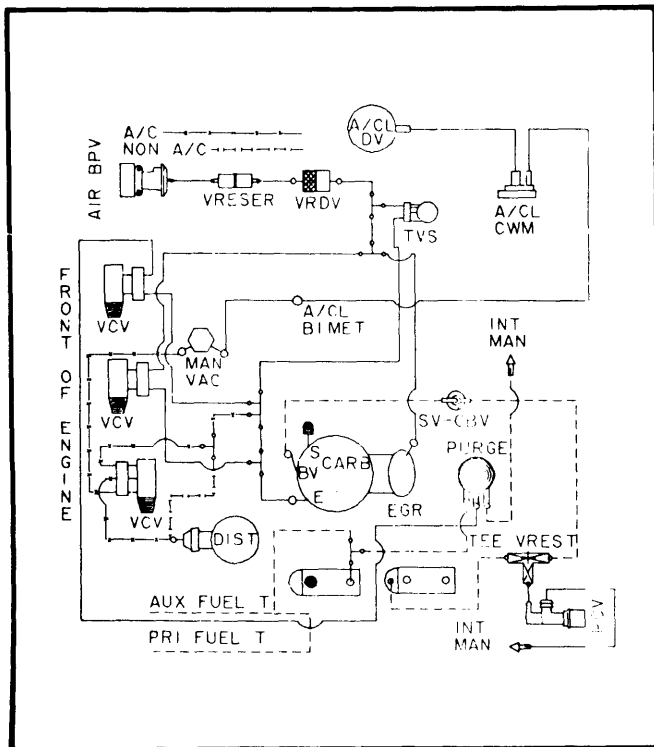 A/C
NON A/C
A/CL
DV
AIR BPV
VRESER
VRDV
TVS
A/CL
CWM
FRONT OF ENGINE
VCV
A/CL
BIMET
MAN
VAC
INT
MAN
VCV
SV-CBV
PURGE
S
BV CARB
E
EGR
VCV
DIST
TEE VREST
AUX FUEL T
PRI FUEL T
INT
MAN